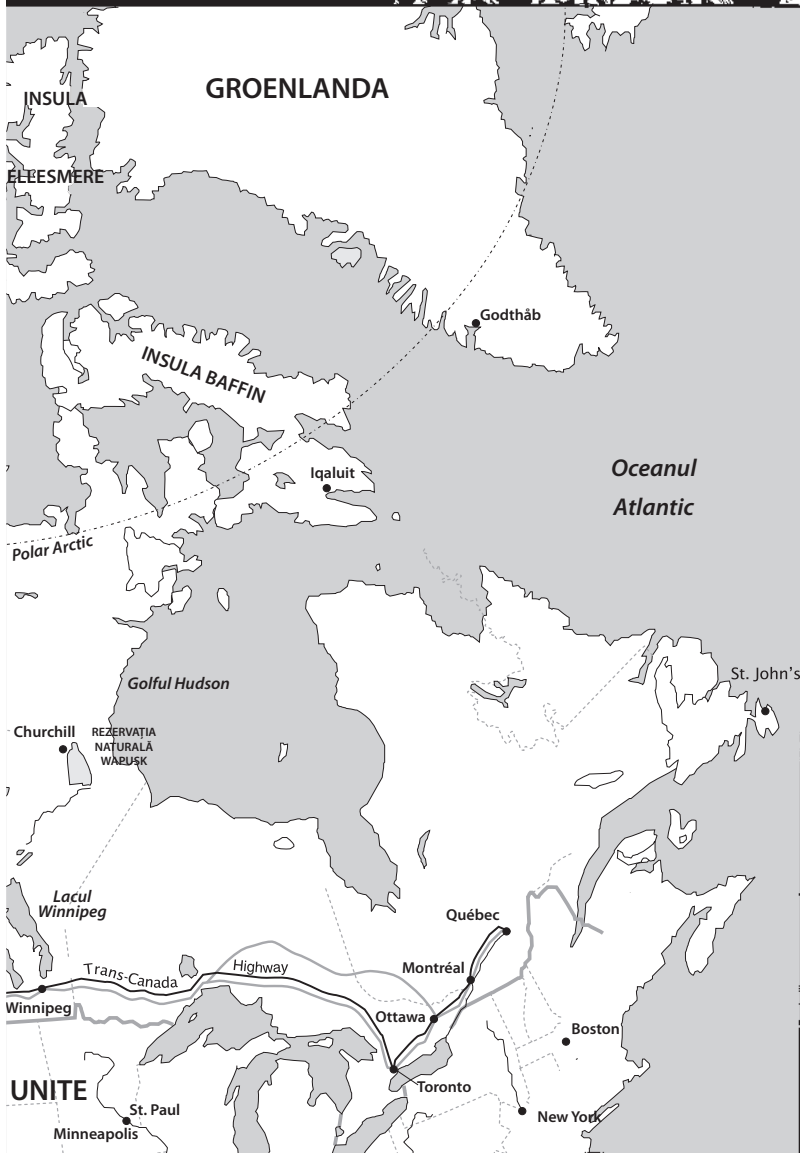 GROENLANDA
INSULA
ELLESMERE
Godthåb
INSULA BAFFIN
Oceanul
Atlantic
Iqaluit
Polar Arctic
Golful Hudson
St. John's
Churchill
REZERVAȚIA
NATURALĂ
WAPUSK
Lacul
Winnipeg
Québec
Montréal
Trans-Canada
Highway
Winnipeg
Ottawa
Boston
UNITE
Toronto
St. Paul
New York
Minneapolis